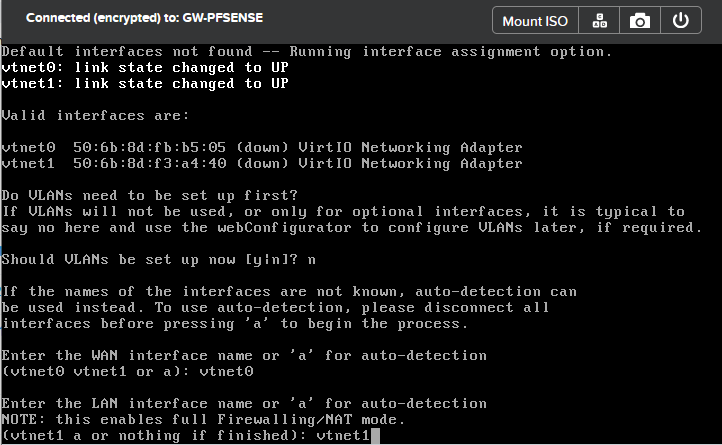 Connected (encrypted) to: GW-PFSENSE
Mount ISO
C
A D
Default interfaces not found -- Running interface assignment option.
vtnet0: link state changed to UP
vtnet1: link state changed to UP
Valid interfaces are:
vtnet0 50:6b:8d:fb:b5:05 (down) VirtIO Networking Adapter
vtnet1 50:6b:8d:f3:a4:40 (down) VirtIO Networking Adapter
Do VLANs need to be set up first?
If VLANs will not be used, or only for optional interfaces, it is typical to
say no here and use the webConfigurator to configure VLANs later, if required.
Should VLANs be set up now [y|n]? n
If the names of the interfaces are not known, auto-detection can
be used instead. To use auto-detection, please disconnect all
interfaces before pressing 'a' to begin the process.
Enter the WAN interface name or 'a' for auto-detection
(vtnet0 vtnet1 or a): vtnet0
Enter the LAN interface name or 'a' for auto-detection
NOTE: this enables full Firewalling/NAT mode.
(vtnet1 a or nothing if finished): vtnet1